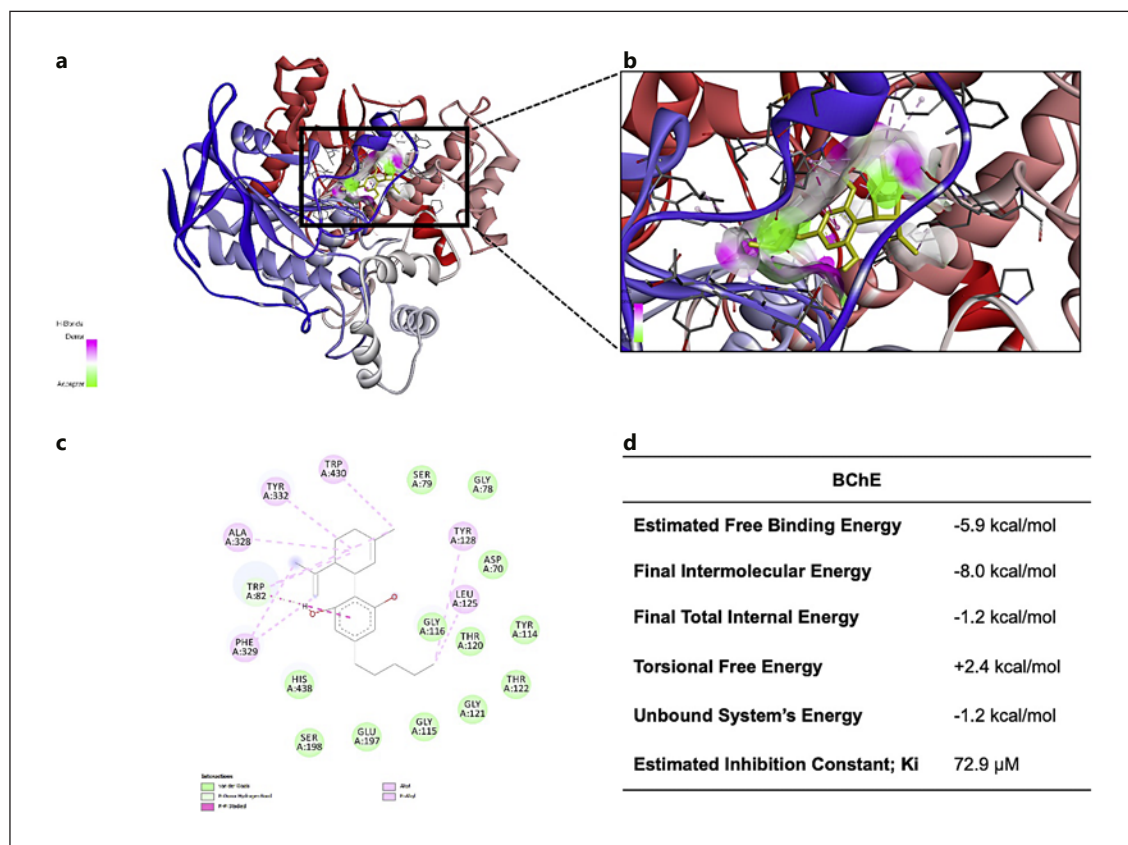 a
b
H-Bonds
Donor
Acceptor
c
TRP
A:430
TYR
A:332
SER
A:79
GLY
A:78
ALA
A:328
TYR
A:128
ASP
A:70
TRP
A:82
LEU
A:125
H
O
O
GLY
A:116
THR
A:120
TYR
A:114
PHE
A:329
HIS
A:438
THR
A:122
GLY
A:121
GLY
A:115
GLU
A:197
SER
A:198
Interactions
van der Waals
Alkyl
Pi-Alkyl
d
BChE
Estimated Free Binding Energy -5.9 kcal/mol
Final Intermolecular Energy -8.0 kcal/mol
Final Total Internal Energy -1.2 kcal/mol
Torsional Free Energy +2.4 kcal/mol
Unbound System's Energy -1.2 kcal/mol
Estimated Inhibition Constant; Ki 72.9 µM